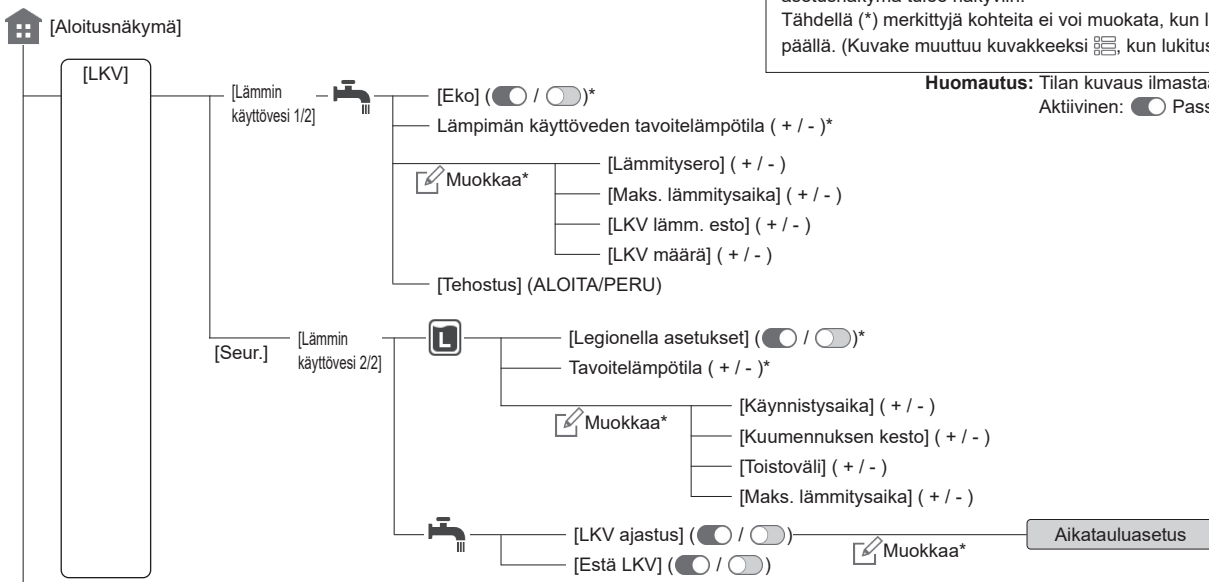 asetusnäkymä tulee näkyviin.
Tähdellä (*) merkittyjä kohteita ei voi muokata, kun
päällä. (Kuvake muuttuu kuvakkeeksi , kun
Huomautus: Tilan kuvaus
Aktiivinen:
[Aloitusnäkymä]
[LKV]
[Lämmin
käyttövesi 1/2]
[Eko] ( / )*
Lämpimän käyttöveden tavoitelämpötila ( + / - )*
Muokkaa*
[Lämmitysero] ( + / - )
[Maks. lämmitysaika] ( + / - )
[LKV lämm. esto] ( + / - )
[LKV määrä] ( + / - )
[Tehostus] (ALOITA/PERU)
[Seur.]
[Lämmin
käyttövesi 2/2]
L
[Legionella asetukset] ( / )*
Tavoitelämpötila ( + / - )*
Muokkaa*
[Käynnistysaika] ( + / - )
[Kuumennuksen kesto] ( + / - )
[Toistoväli] ( + / - )
[Maks. lämmitysaika] ( + / - )
[LKV ajastus] ( / )
Muokkaa*
Aikatauluasetus
[Estä LKV] ( / )